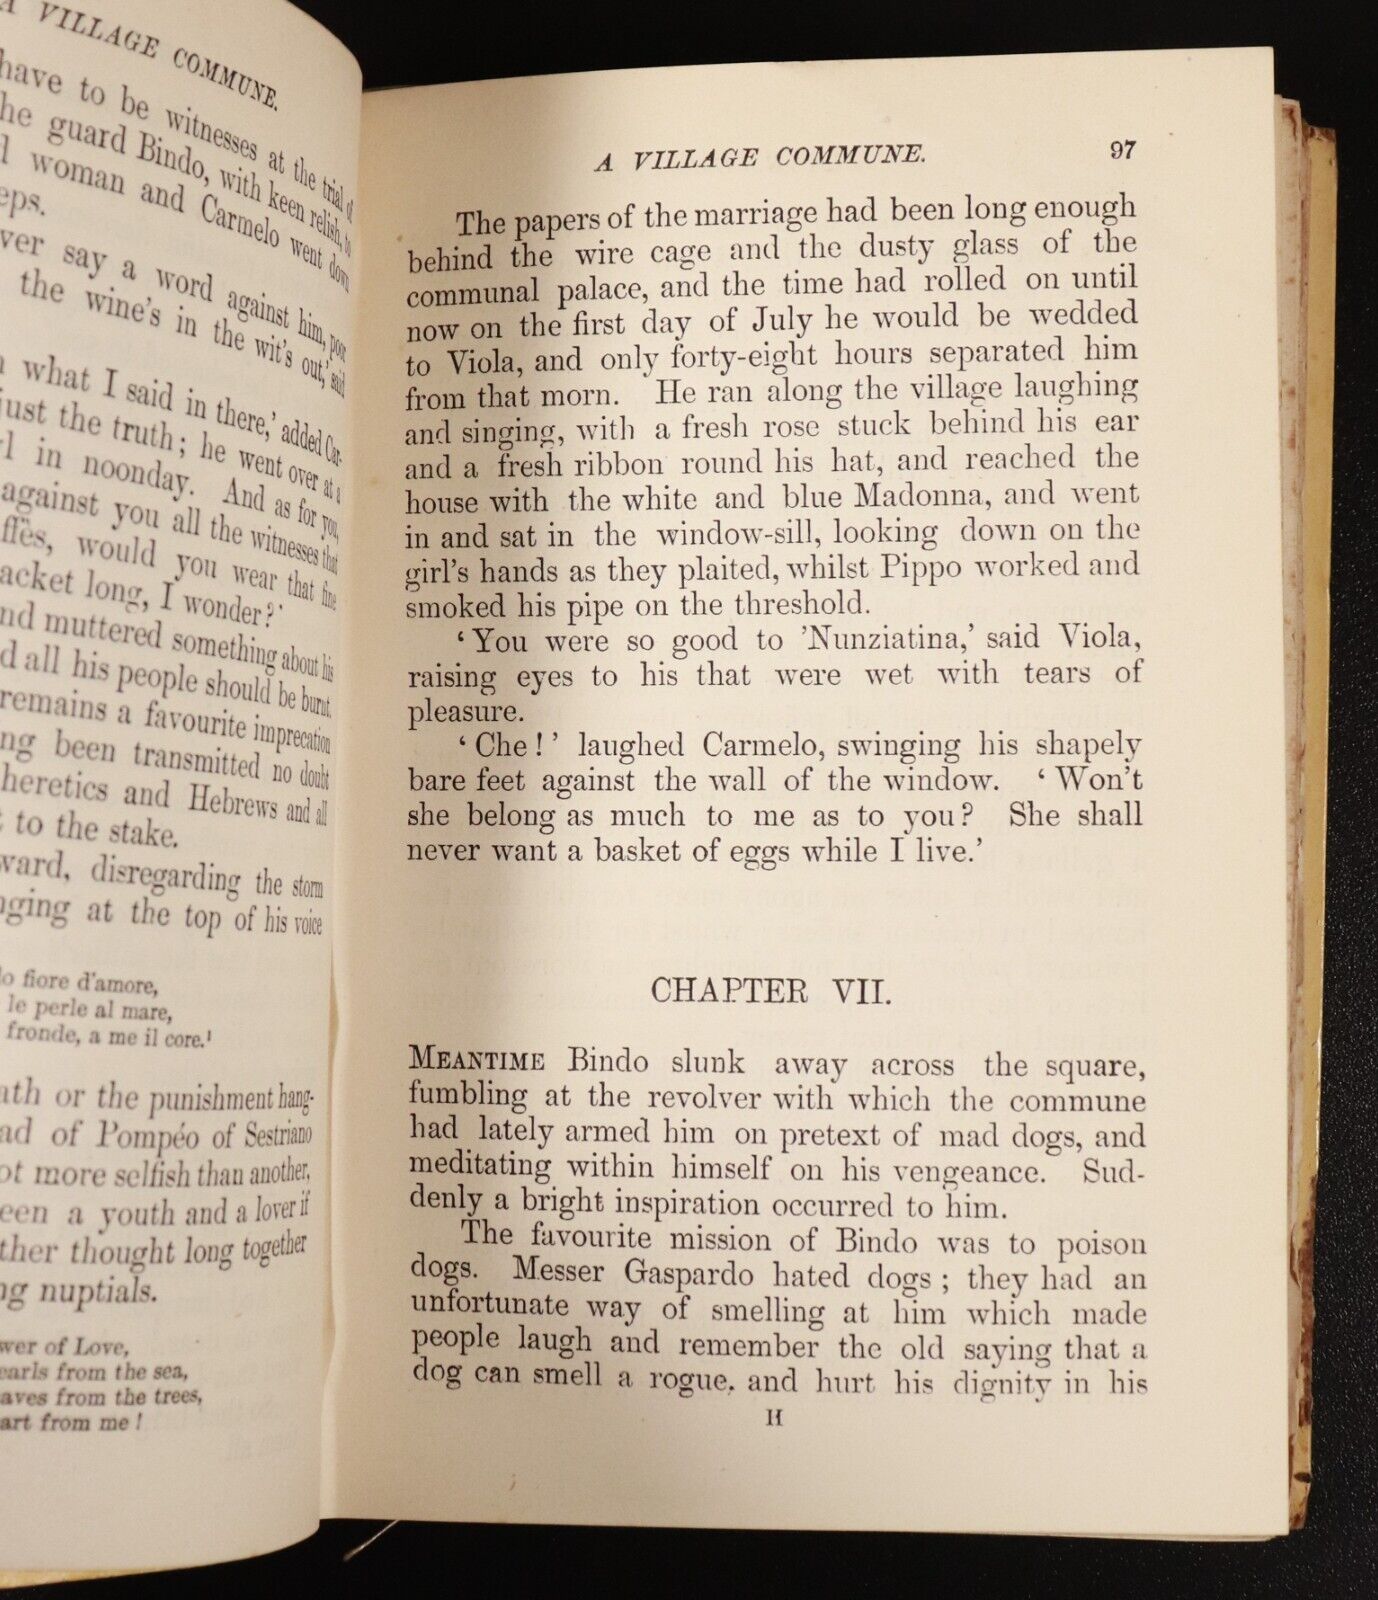 A VILLAGE COMMUNE.
have to be witnesses at the trial of
he guard Bindo, with keen relish, to
woman and Carmelo went down
eps.
ver say a word against him, poor
the wine's in the wit's out,' said
what I said in there,' added Car-
just the truth; he went over at a
l in noonday. And as for you,
against you all the witnesses that
ffès, would you wear that fine
acket long, I wonder?'
nd muttered something about his
d all his people should be burnt.
remains a favourite imprecation
ng been transmitted no doubt
heretics and Hebrews and all
t to the stake.
ward, disregarding the storm
nging at the top of his voice
lo fiore d'amore,
le perle al mare,
fronde, a me il core.¹
ath or the punishment hang-
ad of Pompéo of Sestriano
ot more selfish than another,
een a youth and a lover if
ther thought long together
ng nuptials.
wer of Love,
earls from the sea,
aves from the trees,
art from me!
A VILLAGE COMMUNE. 97
The papers of the marriage had been long enough
behind the wire cage and the dusty glass of the
communal palace, and the time had rolled on until
now on the first day of July he would be wedded
to Viola, and only forty-eight hours separated him
from that morn. He ran along the village laughing
and singing, with a fresh rose stuck behind his ear
and a fresh ribbon round his hat, and reached the
house with the white and blue Madonna, and went
in and sat in the window-sill, looking down on the
girl's hands as they plaited, whilst Pippo worked and
smoked his pipe on the threshold.
'You were so good to 'Nunziatina,' said Viola,
raising eyes to his that were wet with tears of
pleasure.
'Che!' laughed Carmelo, swinging his shapely
bare feet against the wall of the window. 'Won't
she belong as much to me as to you? She shall
never want a basket of eggs while I live.'
CHAPTER VII.
MEANTIME Bindo slunk away across the square,
fumbling at the revolver with which the commune
had lately armed him on pretext of mad dogs, and
meditating within himself on his vengeance. Sud-
denly a bright inspiration occurred to him.
The favourite mission of Bindo was to poison
dogs. Messer Gaspardo hated dogs; they had an
unfortunate way of smelling at him which made
people laugh and remember the old saying that a
dog can smell a rogue, and hurt his dignity in his
H